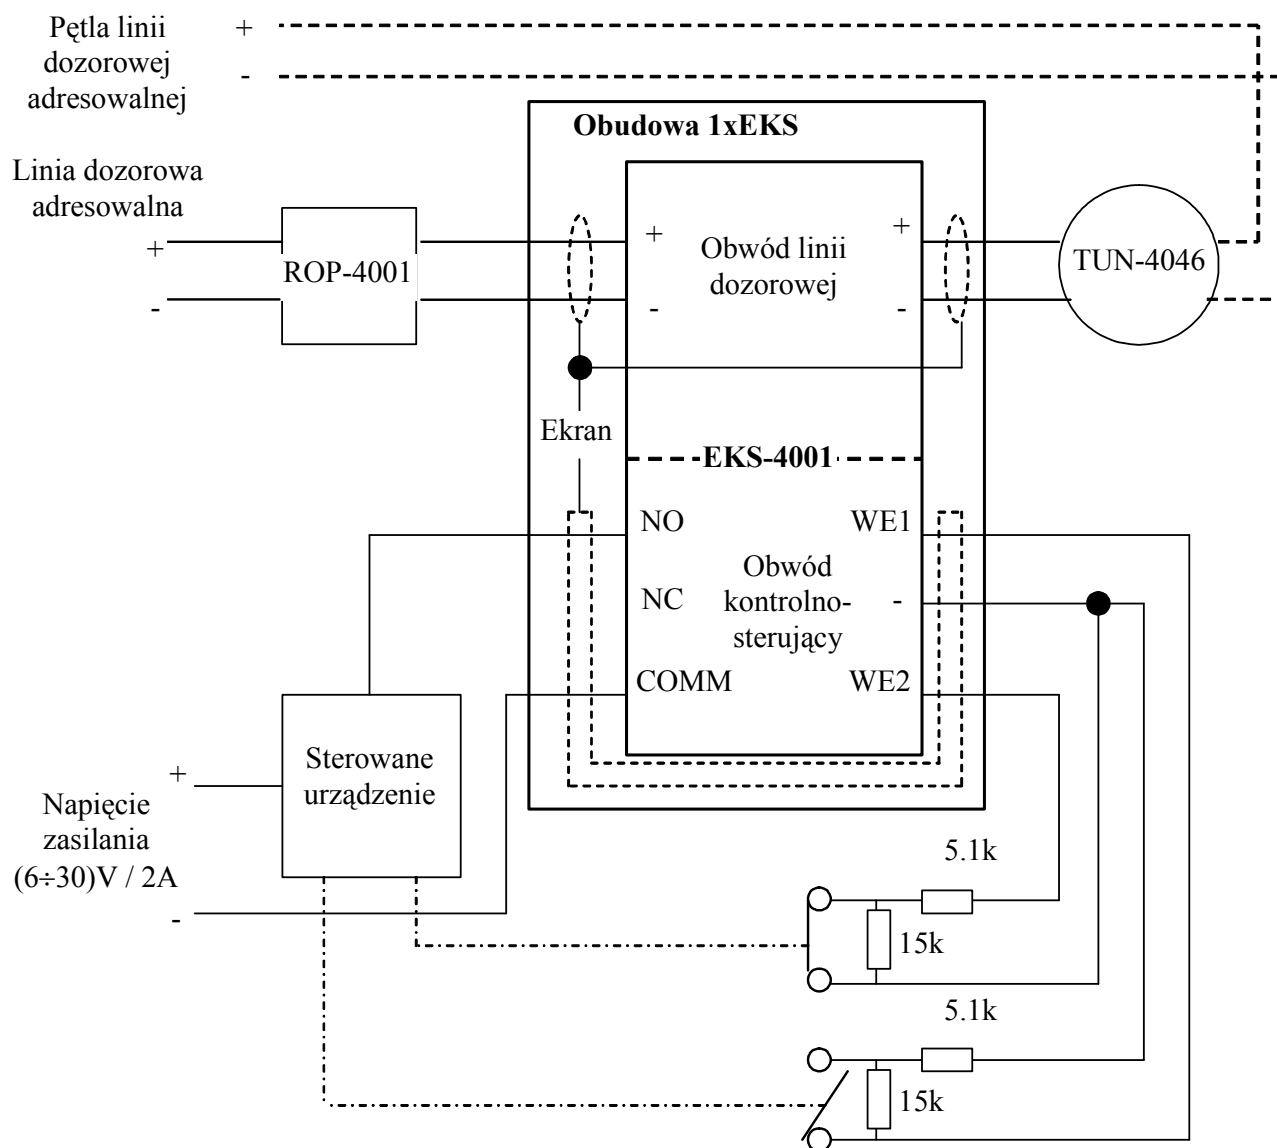 Pętla linii
dozorowej
adresowalnej
+
-
Obudowa 1xEKS
Linia dozorowa
adresowalna
+
-
ROP-4001
+
-
Obwód linii
dozorowej
+
-
TUN-4046
Ekran
EKS-4001
NO
NC
COMM
Obwód
kontrolno-
sterujący
WE1
-
WE2
Sterowane
urządzenie
+
Napięcie
zasilania
(6÷30)V / 2A
-
5.1k
15k
5.1k
15k